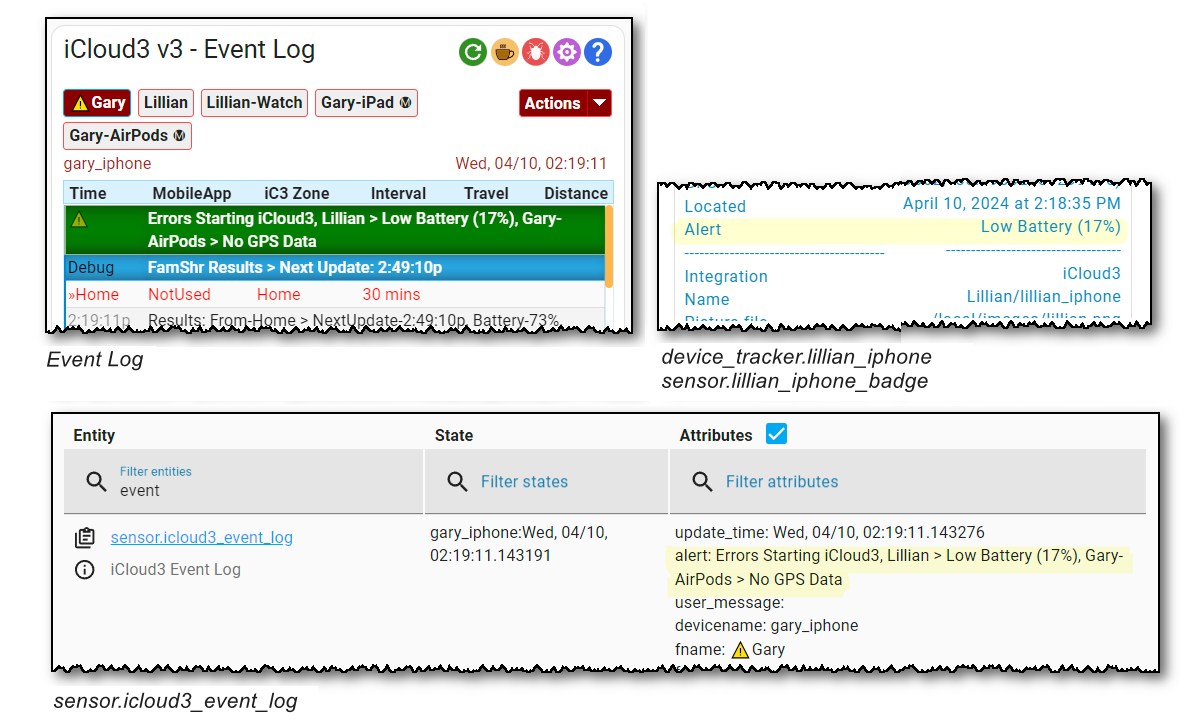 iCloud3 v3 - Event Log
Gary
Lillian
Lillian-Watch
Gary-iPad
Actions
Gary-AirPods
gary_iphone
Wed, 04/10, 02:19:11
Time MobileApp iC3 Zone Interval Travel Distance
Errors Starting iCloud3, Lillian > Low Battery (17%), Gary-
AirPods > No GPS Data
Debug FamShr Results > Next Update: 2:49:10p
»Home NotUsed Home 30 mins
2:19:11p Results: From-Home > NextUpdate-2:49:10p, Battery-73%
Event Log
Located April 10, 2024 at 2:18:35 PM
Alert Low Battery (17%)
Integration iCloud3
Name Lillian/lillian_iphone
Picture file /local/images/lillian.png
device_tracker.lillian_iphone
sensor.lillian_iphone_badge
Entity State Attributes
Filter entities
event
Filter states
Filter attributes
sensor.icloud3_event_log
iCloud3 Event Log
gary_iphone:Wed, 04/10,
02:19:11.143191
update_time: Wed, 04/10, 02:19:11.143276
alert: Errors Starting iCloud3, Lillian > Low Battery (17%), Gary-
AirPods > No GPS Data
user_message:
devicename: gary_iphone
fname: ⚠Gary
sensor.icloud3_event_log